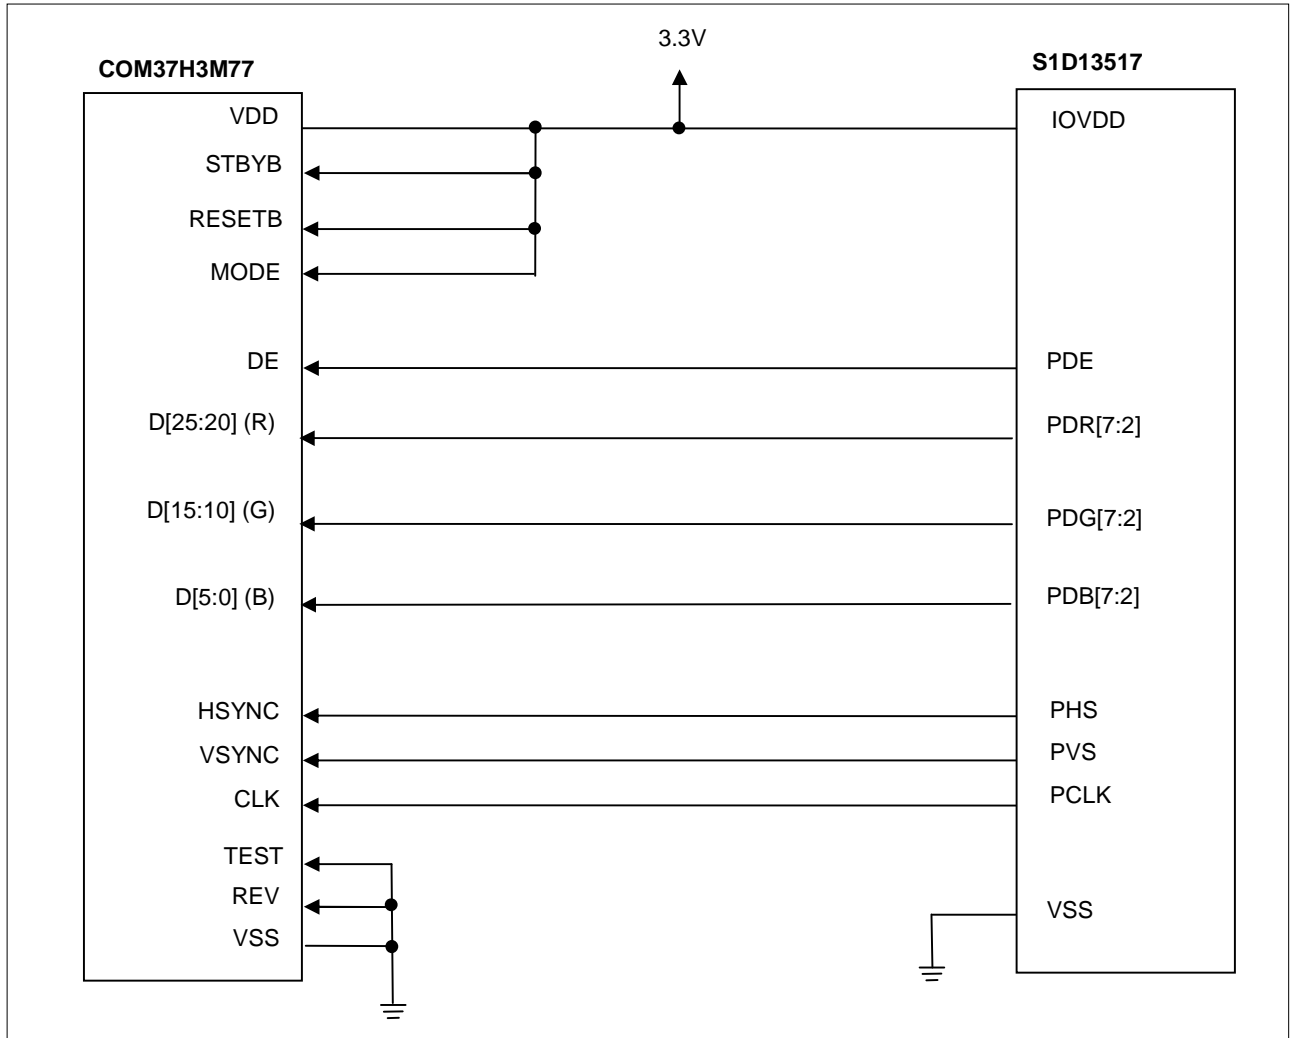 3.3V
COM37H3M77
S1D13517
VDD
IOVDD
STBYB
RESETB
MODE
DE
PDE
D[25:20] (R)
PDR[7:2]
D[15:10] (G)
PDG[7:2]
D[5:0] (B)
PDB[7:2]
HSYNC
PHS
VSYNC
PVS
CLK
PCLK
TEST
REV
VSS
VSS